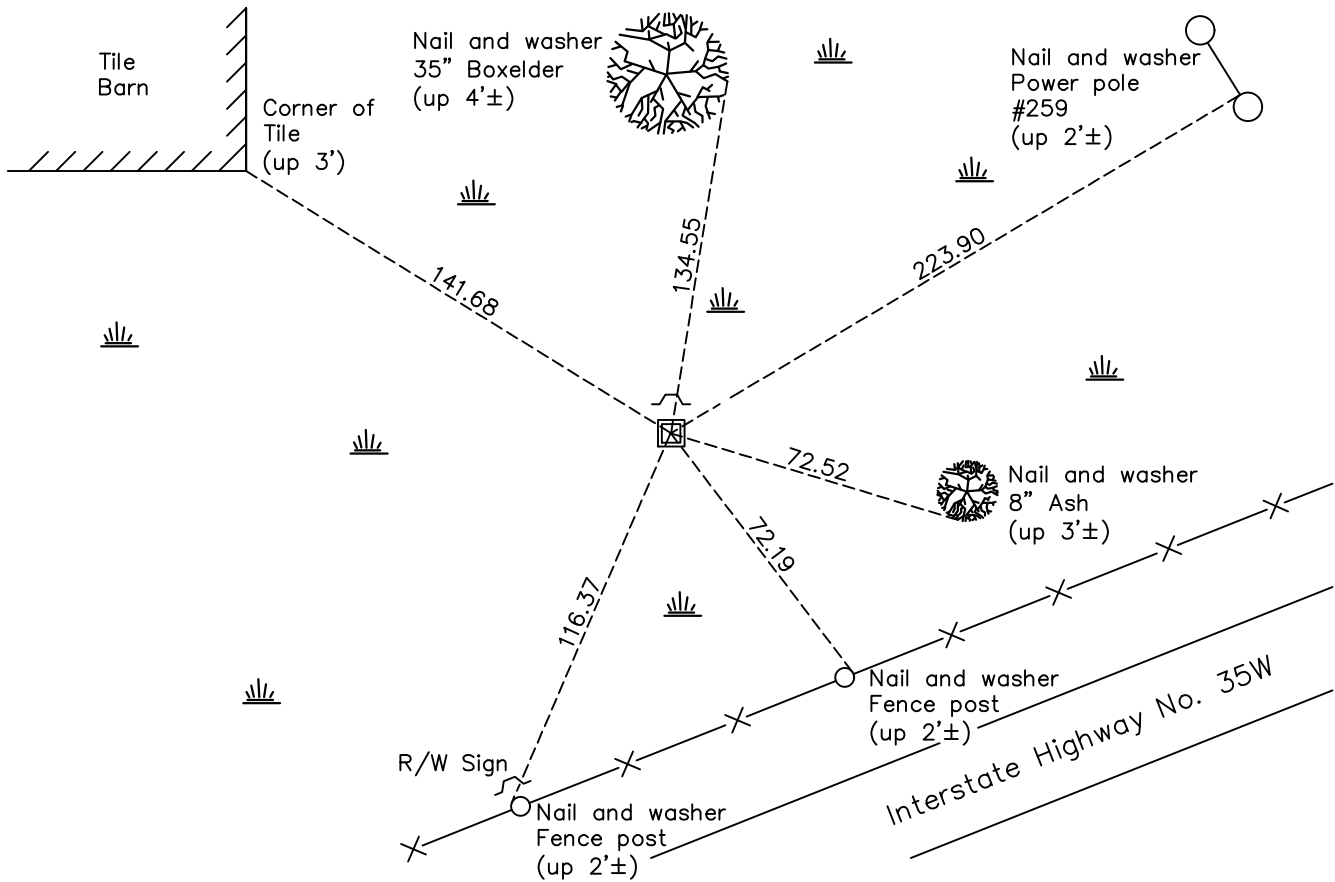 Tile
Barn
Corner of
Tile
(up 3')
Nail and washer
35" Boxelder
(up 4'±)
Nail and washer
Power pole
#259
(up 2'±)
141.68
134.55
223.90
72.52
Nail and washer
8" Ash
(up 3'±)
72.19
116.37
Nail and washer
Fence post
(up 2'±)
R/W Sign
Nail and washer
Fence post
(up 2'±)
Interstate Highway No. 35W